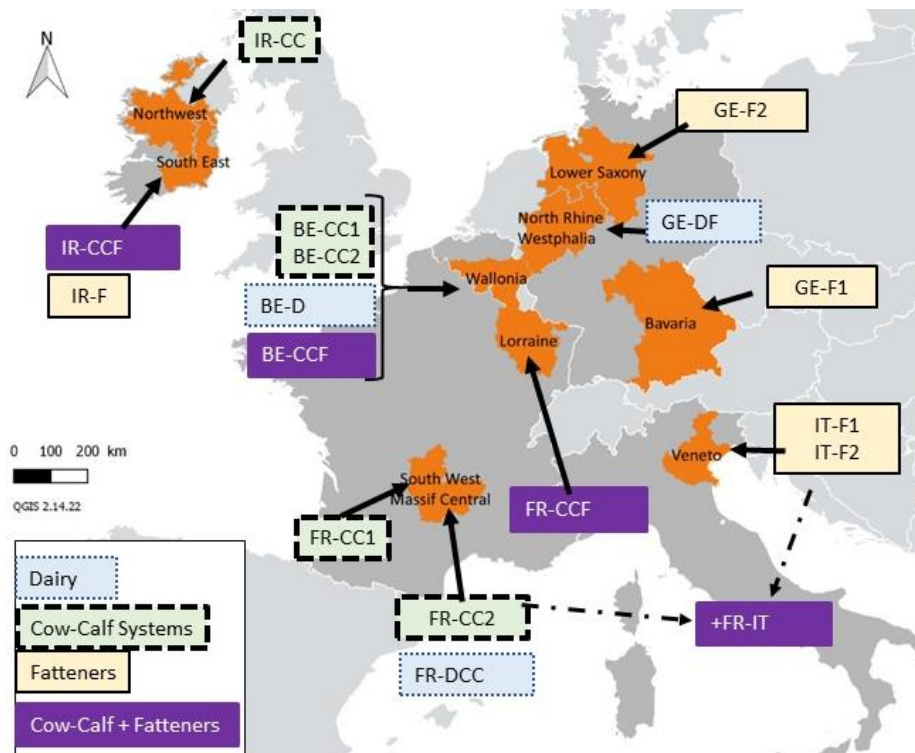 N
IR-CC
Northwest
South East
IR-CCF
IR-F
BE-CC1
BE-CC2
BE-D
BE-CCF
Wallonia
Lorraine
GE-F2
Lower Saxony
North Rhine
Westphalia
GE-DF
GE-F1
Bavaria
IT-F1
IT-F2
Veneto
0 100 200 km
QGIS 2.14.22
South West
Massif Central
FR-CC1
FR-CCF
FR-CC2
FR-DCC
+FR-IT
Dairy
Cow-Calf Systems
Fatteners
Cow-Calf + Fatteners